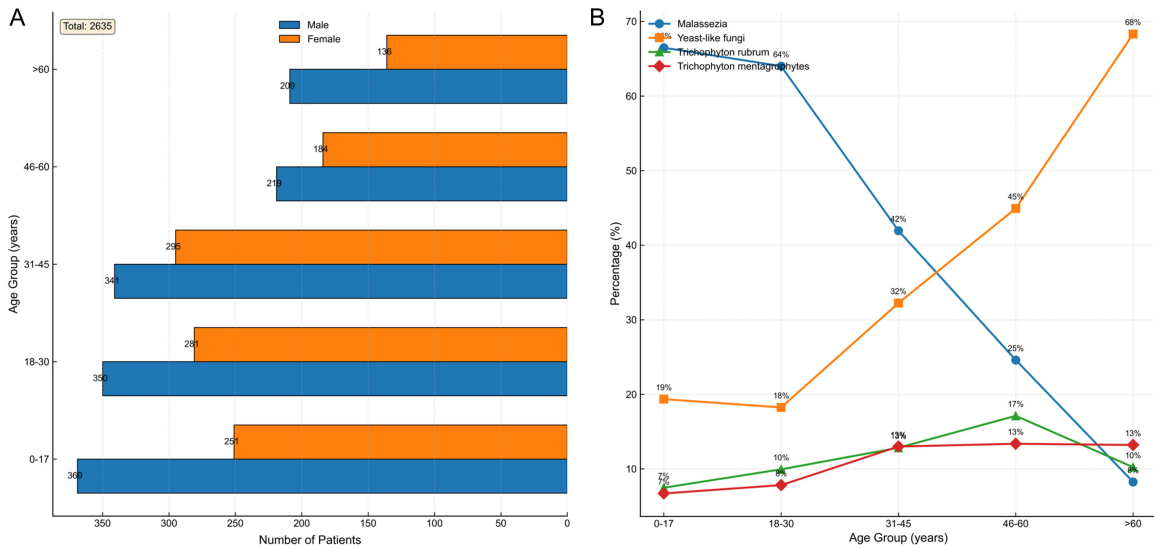 A
Total: 2635
Male
Female
>60
136
209
46-60
184
219
31-45
295
341
18-30
281
350
0-17
251
369
350 300 250 200 150 100 50 0
Number of Patients
Age Group (years)
B
Malassezia
Yeast-like fungi
Trichophyton rubrum
Trichophyton mentagrophytes
70
60
50
40
30
20
10
Percentage (%)
64%
42%
25%
8%
19%
18%
32%
45%
68%
7%
10%
13%
17%
10%
7%
8%
13%
13%
13%
0-17 18-30 31-45 46-60 >60
Age Group (years)